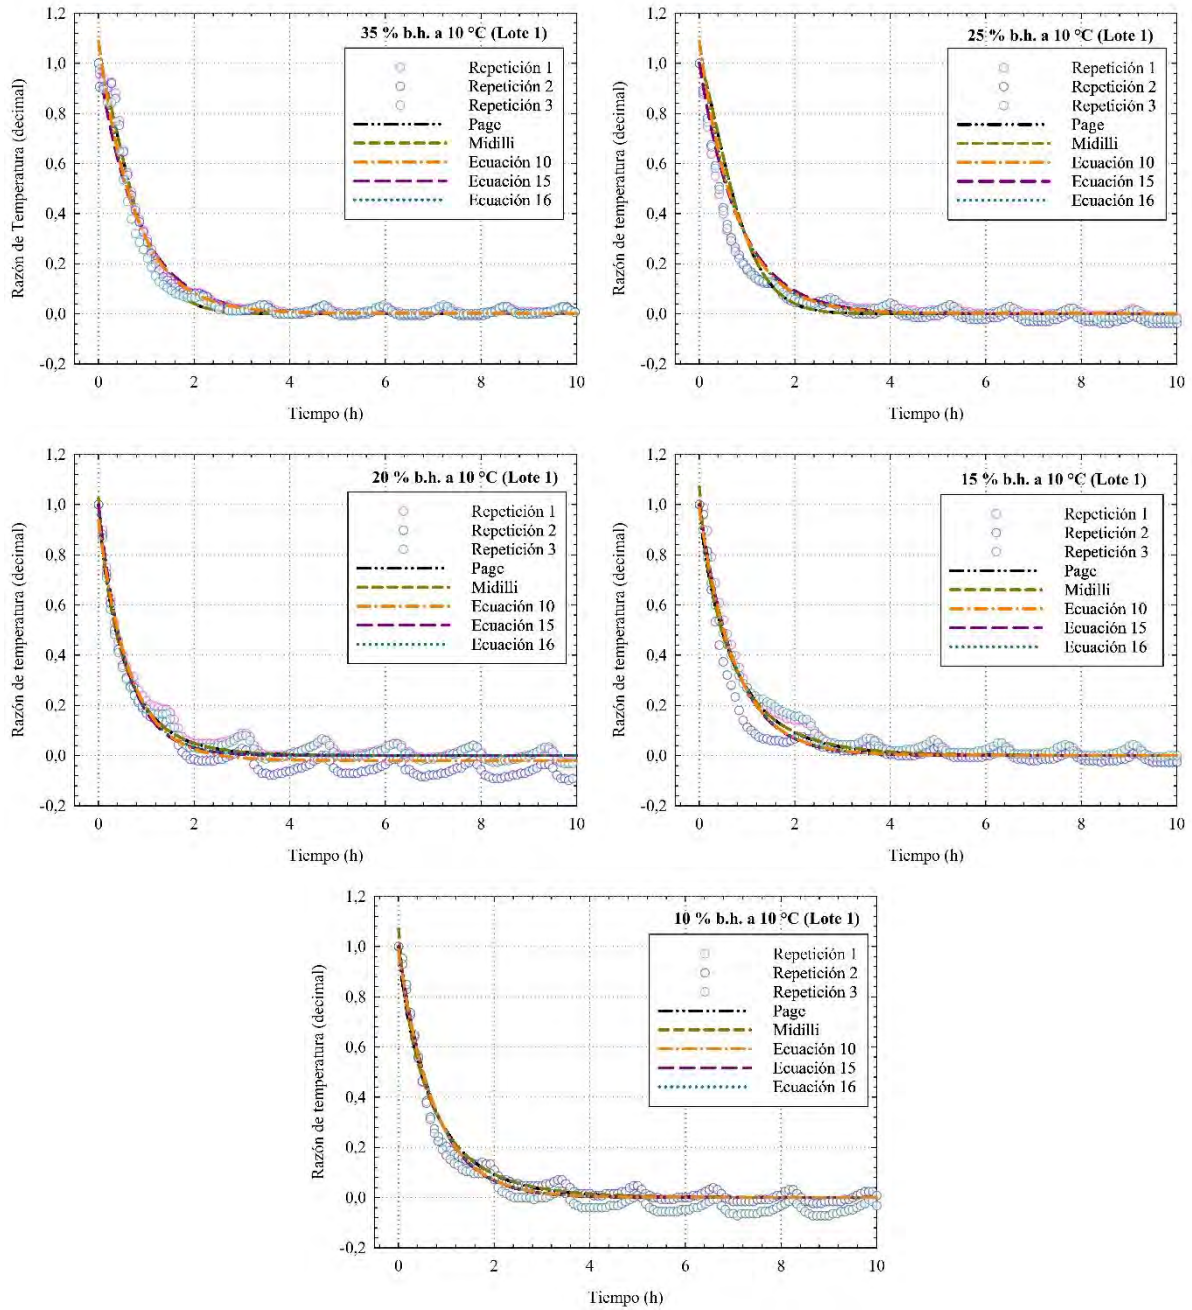 35 % b.h. a 10 °C (Lote 1)
Repetición 1
Repetición 2
Repetición 3
Page
Midilli
Ecuación 10
Ecuación 15
Ecuación 16
Razón de Temperatura (decimal)
1,2
1,0
0,8
0,6
0,4
0,2
0,0
-0,2
0 2 4 6 8 10
Tiempo (h)
25 % b.h. a 10 °C (Lote 1)
Repetición 1
Repetición 2
Repetición 3
Page
Midilli
Ecuación 10
Ecuación 15
Ecuación 16
Razón de temperatura (decimal)
1,2
1,0
0,8
0,6
0,4
0,2
0,0
-0,2
0 2 4 6 8 10
Tiempo (h)
20 % b.h. a 10 °C (Lote 1)
Repetición 1
Repetición 2
Repetición 3
Page
Midilli
Ecuación 10
Ecuación 15
Ecuación 16
Razón de temperatura (decimal)
1,2
1,0
0,8
0,6
0,4
0,2
0,0
-0,2
0 2 4 6 8 10
Tiempo (h)
15 % b.h. a 10 °C (Lote 1)
Repetición 1
Repetición 2
Repetición 3
Page
Midilli
Ecuación 10
Ecuación 15
Ecuación 16
Razón de temperatura (decimal)
1,2
1,0
0,8
0,6
0,4
0,2
0,0
-0,2
0 2 4 6 8 10
Tiempo (h)
10 % b.h. a 10 °C (Lote 1)
Repetición 1
Repetición 2
Repetición 3
Page
Midilli
Ecuación 10
Ecuación 15
Ecuación 16
Razón de temperatura (decimal)
1,2
1,0
0,8
0,6
0,4
0,2
0,0
-0,2
0 2 4 6 8 10
Tiempo (h)